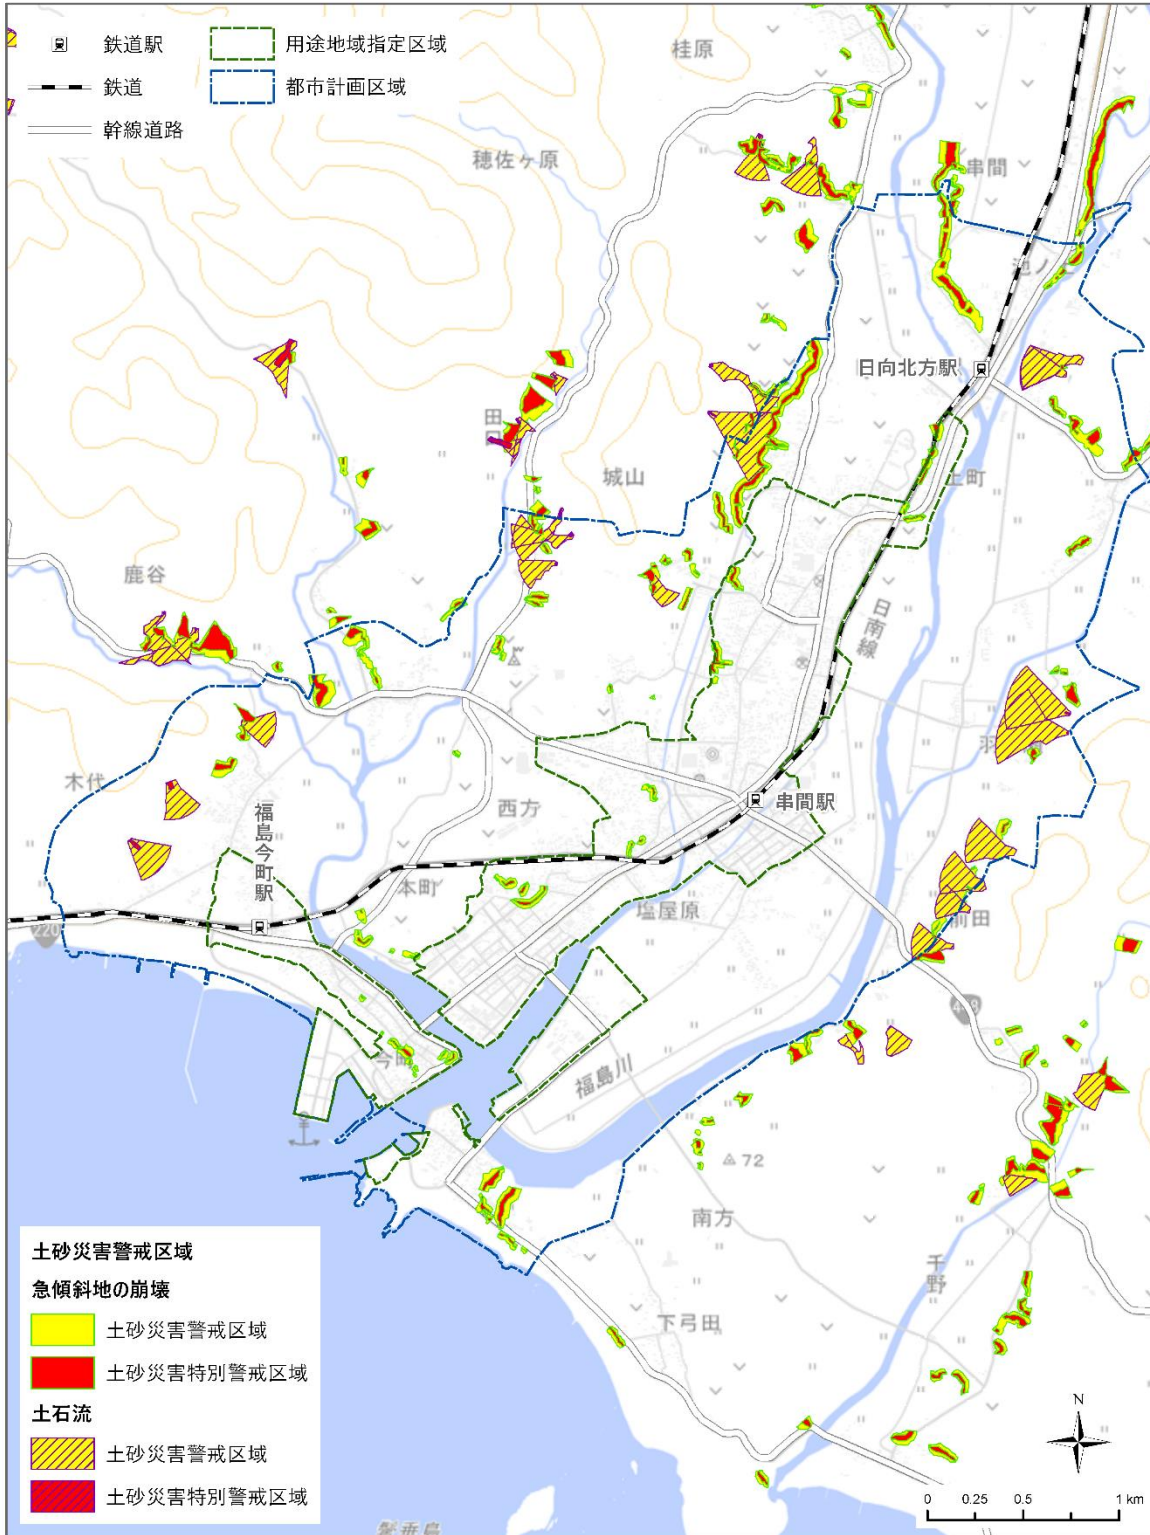 鉄道駅
鉄道
幹線道路
用途地域指定区域
都市計画区域
桂原
穂佐ヶ原
串間
池ノ上
日向北方駅
上町
城山
鹿谷
日南線
木代
福島今町駅
西方
串間駅
本町
塩屋原
前田
220
今町
福島川
72
南方
千野
下弓田
土砂災害警戒区域
急傾斜地の崩壊
土砂災害警戒区域
土砂災害特別警戒区域
土石流
土砂災害警戒区域
土砂災害特別警戒区域
N
0 0.25 0.5 1 km